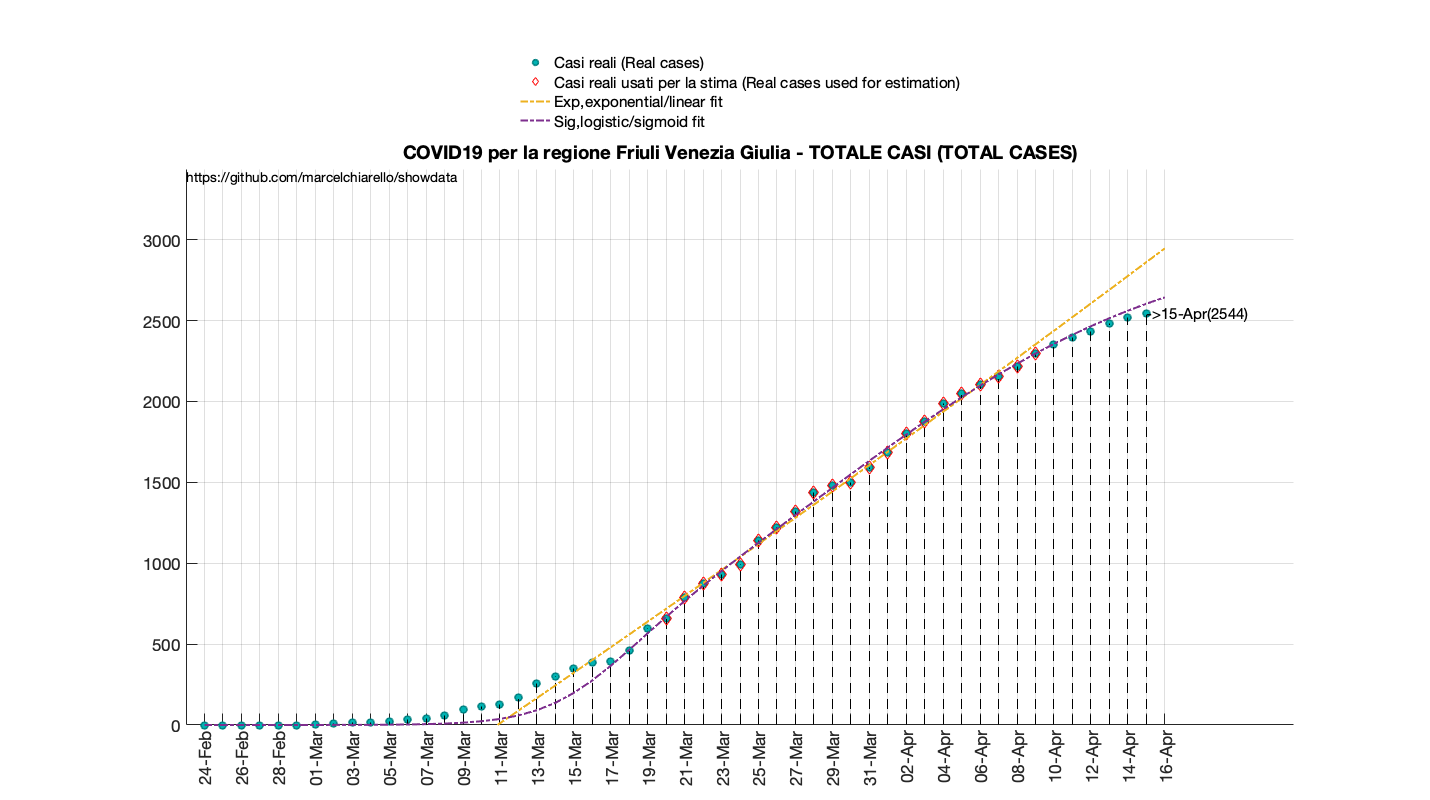 Casi reali (Real cases)
Casi reali usati per la stima (Real cases used for estimation)
Exp,exponential/linear fit
Sig,logistic/sigmoid fit
COVID19 per la regione Friuli Venezia Giulia - TOTALE CASI (TOTAL CASES)
https://github.com/marcelchiarello/showdata
3000
2500
2000
1500
1000
500
0
>15-Apr(2544)
24-Feb
26-Feb
28-Feb
01-Mar
03-Mar
05-Mar
07-Mar
09-Mar
11-Mar
13-Mar
15-Mar
17-Mar
19-Mar
21-Mar
23-Mar
25-Mar
27-Mar
29-Mar
31-Mar
02-Apr
04-Apr
06-Apr
08-Apr
10-Apr
12-Apr
14-Apr
16-Apr